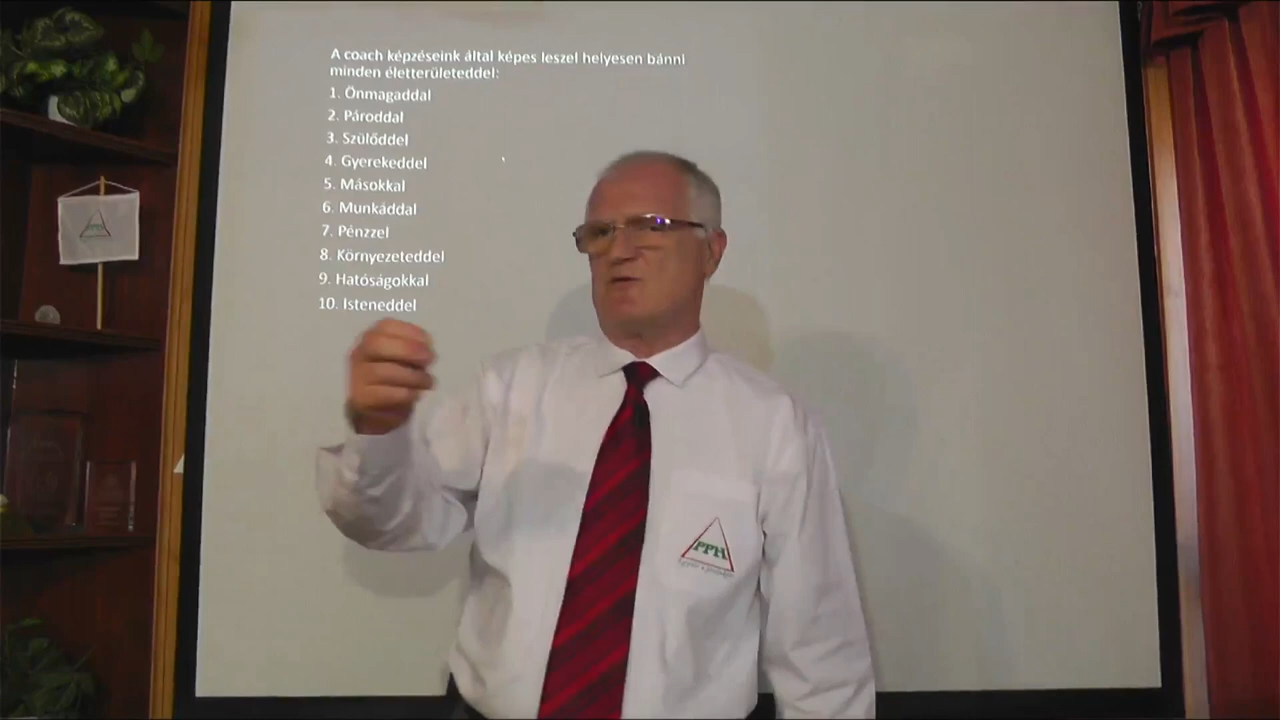 A coach képzéseink által képes leszel helyesen bánni
minden életterületeddel:
1. Önmagaddal
2. Pároddal
3. Szülőddel
4. Gyerekeddel
5. Másokkal
6. Munkáddal
7. Pénzzel
8. Környezeteddel
9. Hatóságokkal
10. Isteneddel
PPH